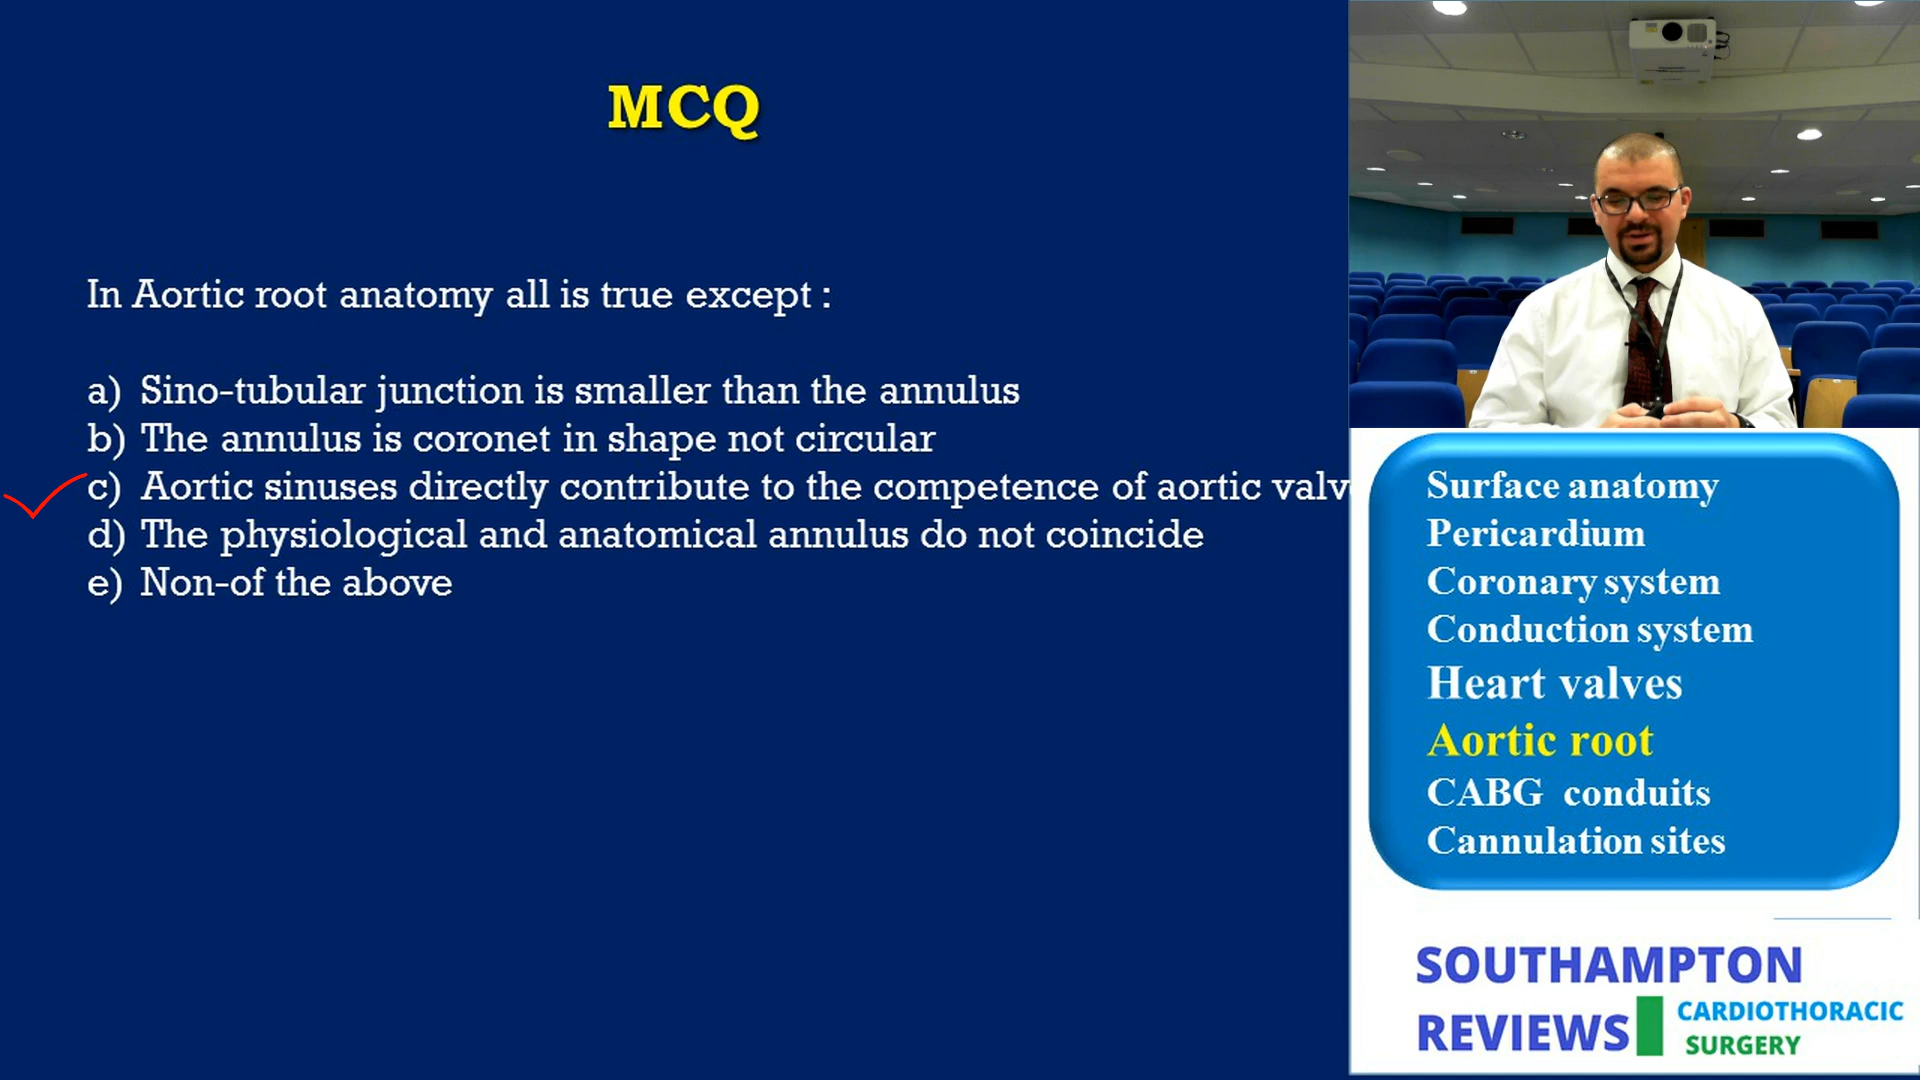 MCQ
In Aortic root anatomy all is true except :
a) Sino-tubular junction is smaller than the annulus
b) The annulus is coronet in shape not circular
c) Aortic sinuses directly contribute to the competence of aortic valv
d) The physiological and anatomical annulus do not coincide
e) Non-of the above
Surface anatomy
Pericardium
Coronary system
Conduction system
Heart valves
Aortic root
CABG conduits
Cannulation sites
SOUTHAMPTON
REVIEWS CARDIOTHORACIC
SURGERY